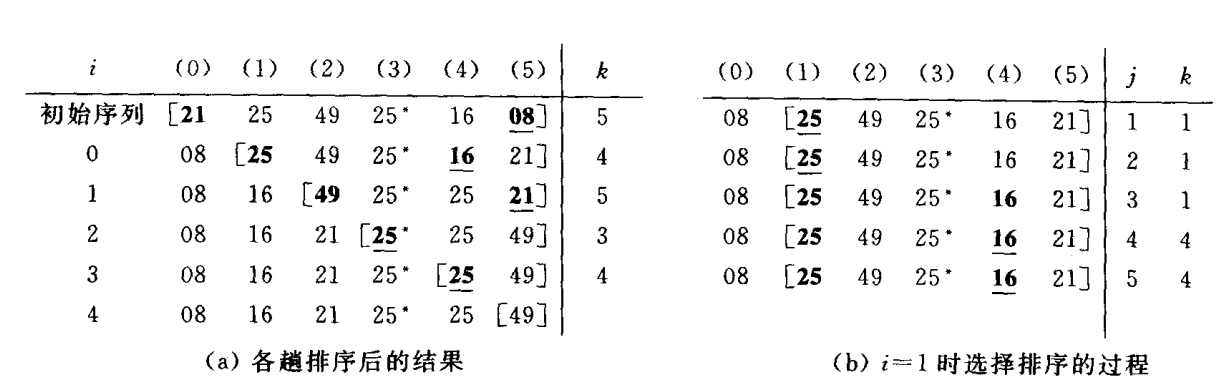 i (0) (1) (2) (3) (4) (5) k
初始序列 [21 25 49 25* 16 08] 5
0 08 [25 49 25* 16 21] 4
1 08 16 [49 25* 25 21] 5
2 08 16 21 [25* 25 49] 3
3 08 16 21 25* [25 49] 4
4 08 16 21 25* 25 [49]
(a) 各趟排序后的结果
(0) (1) (2) (3) (4) (5) j k
08 [25 49 25* 16 21] 1 1
08 [25 49 25* 16 21] 2 1
08 [25 49 25* 16 21] 3 1
08 [25 49 25* 16 21] 4 4
08 [25 49 25* 16 21] 5 4
(b) i=1 时选择排序的过程